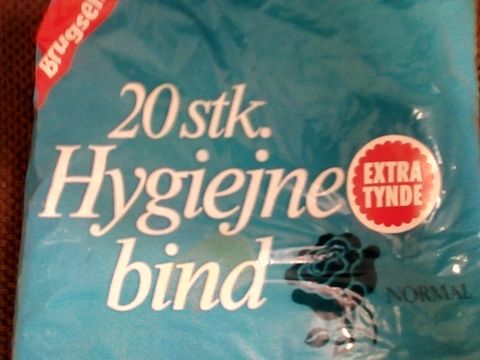 Brugsen
20 stk.
Hygiejne
bind
EXTRA
TYNDE
NORMAL